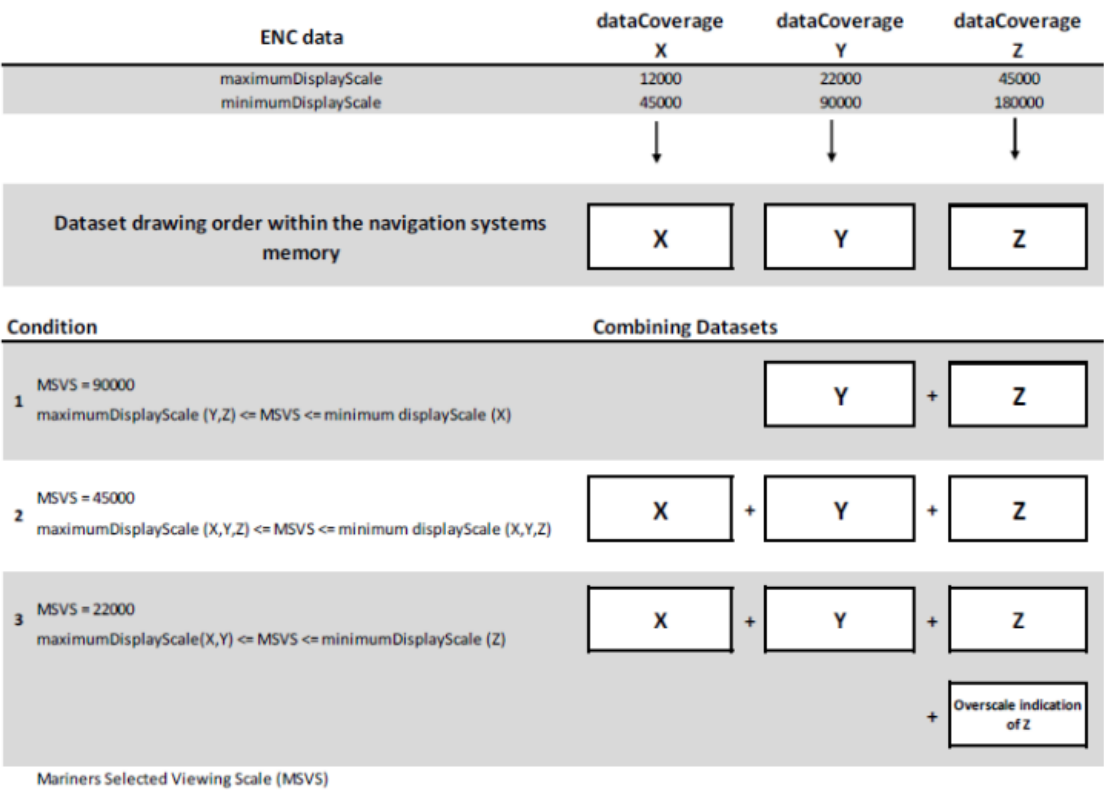 ENC data
dataCoverage X
dataCoverage Y
dataCoverage Z
maximumDisplayScale 12000 22000 45000
minimumDisplayScale 45000 90000 180000
Dataset drawing order within the navigation systems
memory
X Y Z
Condition Combining Datasets
1 MSVS = 90000
maximumDisplayScale (Y,Z) <= MSVS <= minimum displayScale (X)
Y + Z
2 MSVS = 45000
maximumDisplayScale (X,Y,Z) <= MSVS <= minimum displayScale (X,Y,Z)
X + Y + Z
3 MSVS = 22000
maximumDisplayScale(X,Y) <= MSVS <= minimumDisplayScale (Z)
X + Y + Z
+ Overscale indication
of Z
Mariners Selected Viewing Scale (MSVS)